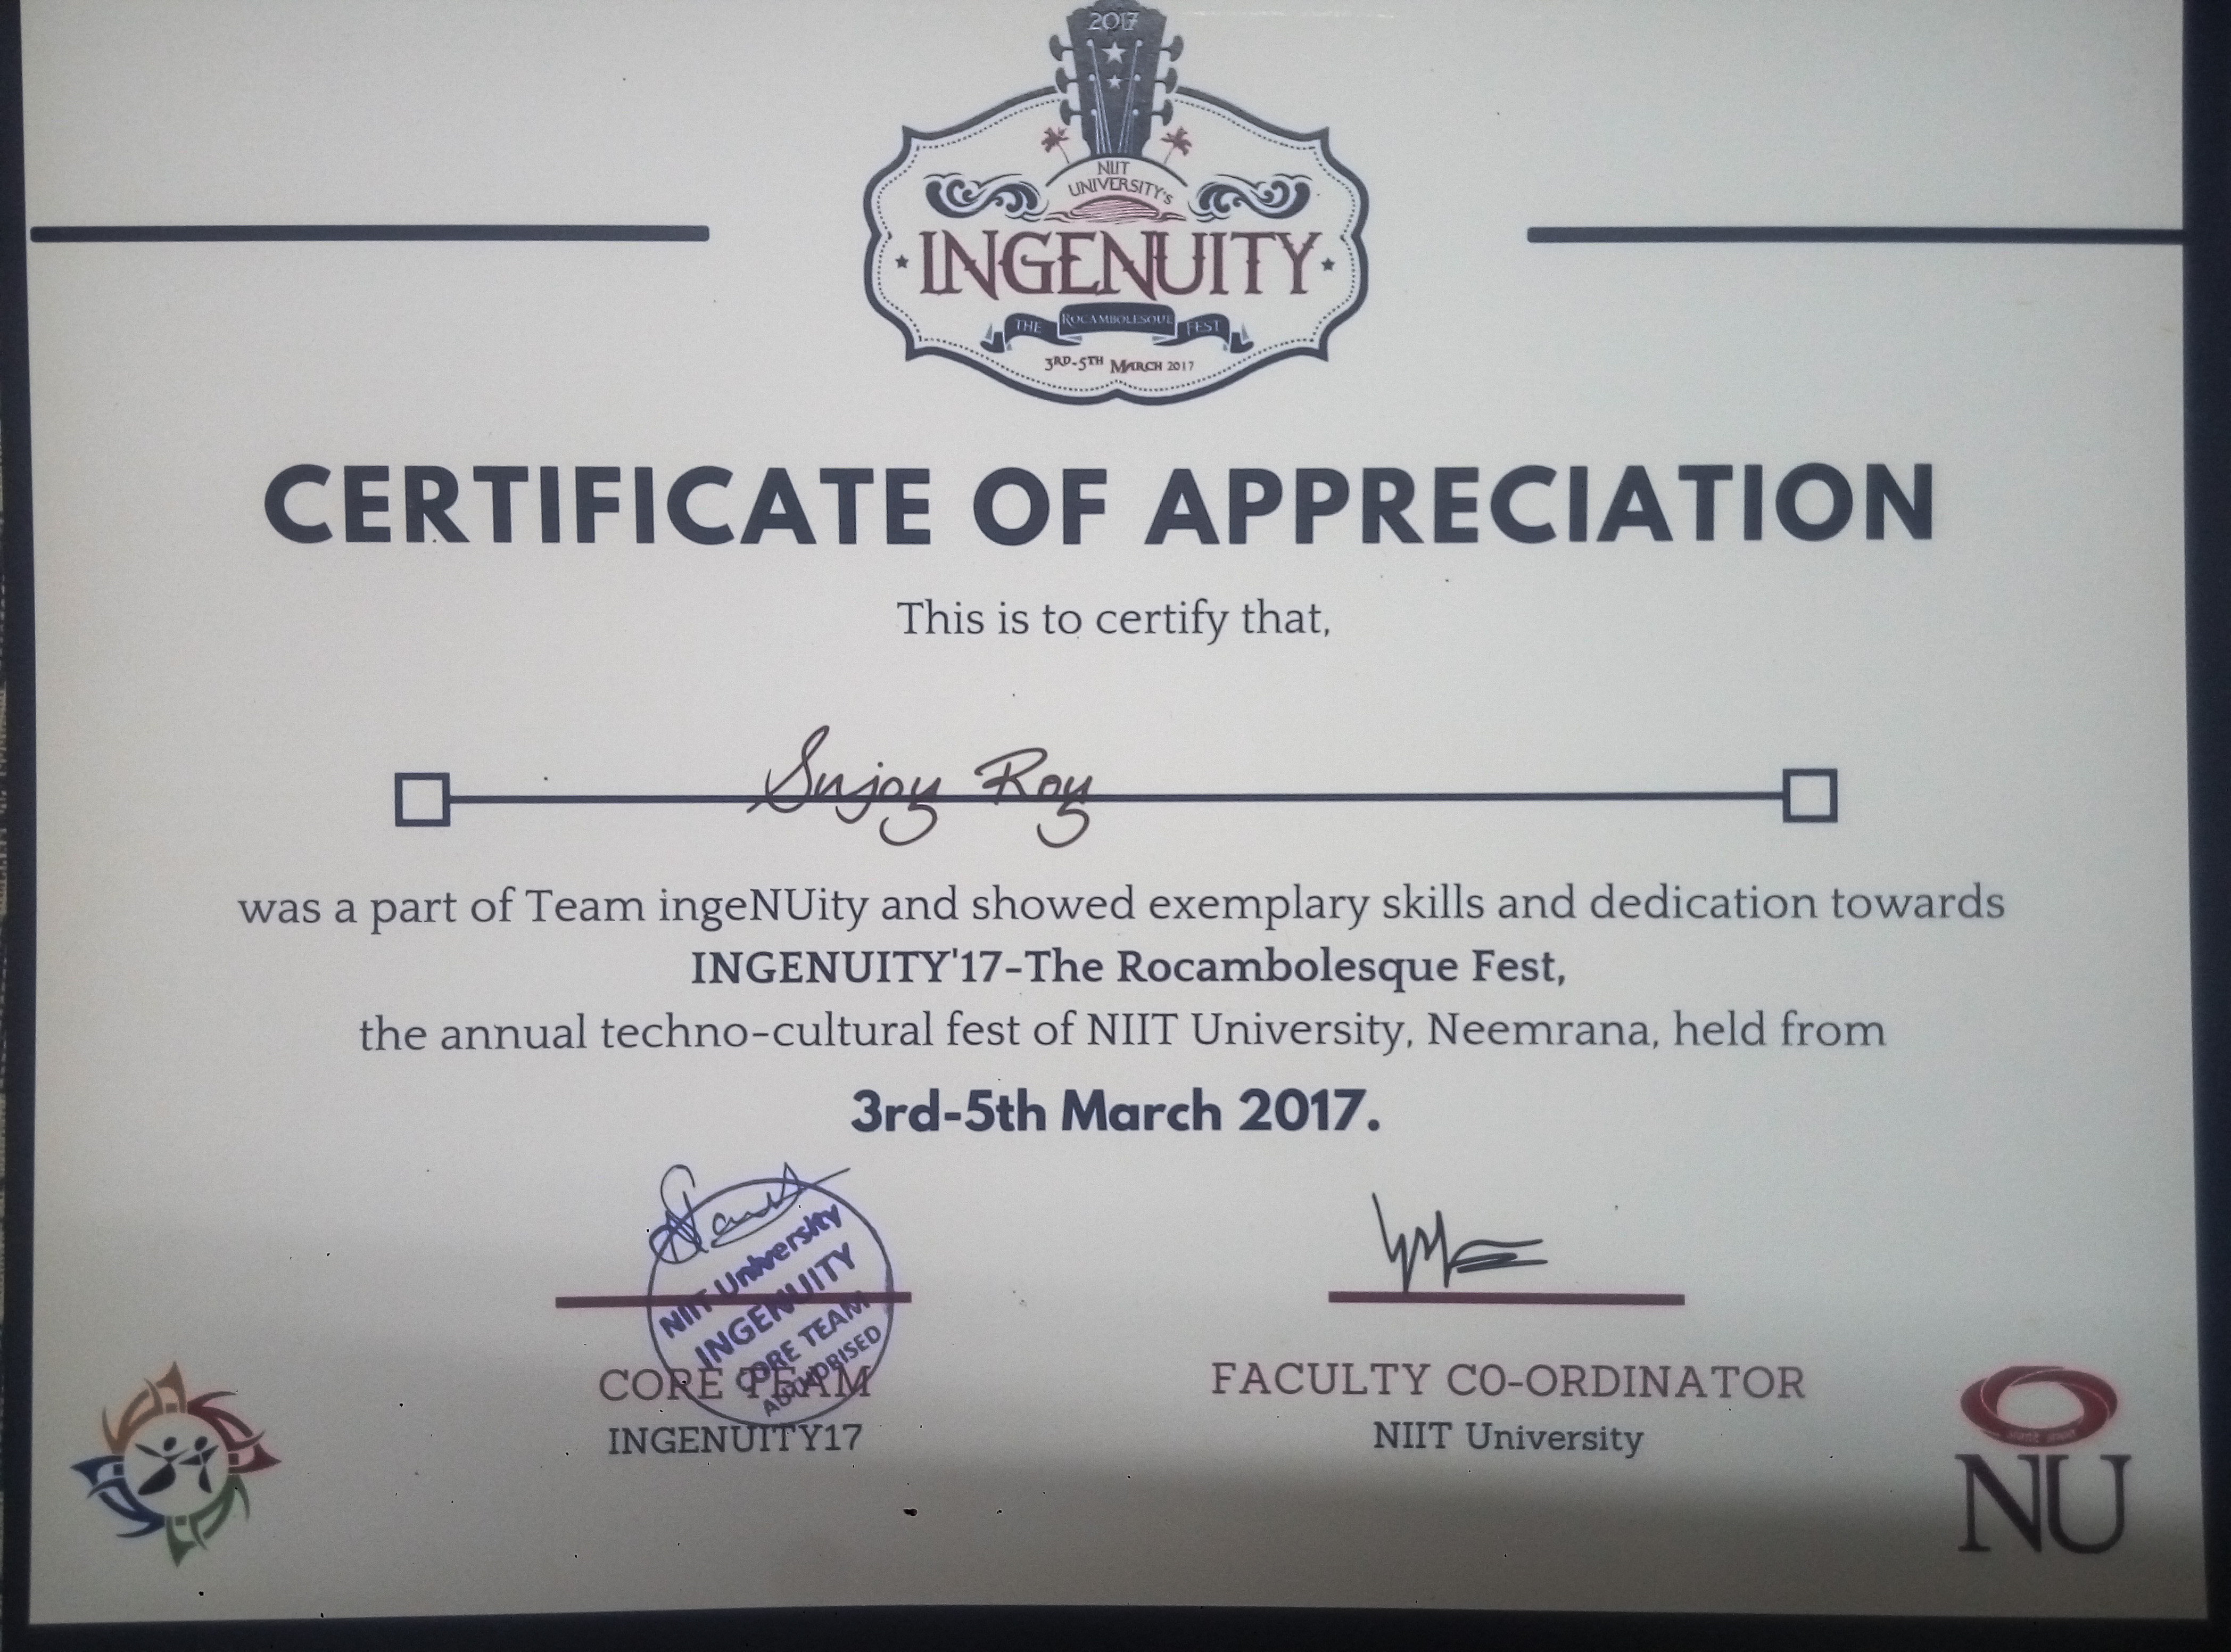 2017
NIIT
UNIVERSITY'S
INGENUITY
THE ROCAMBOLESQUE FEST
3RD-5TH MARCH 2017
CERTIFICATE OF APPRECIATION
This is to certify that,
Sujoy Roy
was a part of Team ingeNUity and showed exemplary skills and dedication towards
INGENUITY'17-The Rocambolesque Fest,
the annual techno-cultural fest of NIIT University, Neemrana, held from
3rd-5th March 2017.
NIIT University
INGENUITY
CORE TEAM
AUTHORISED
CORE TEAM
INGENUITY17
FACULTY CO-ORDINATOR
NIIT University
NU